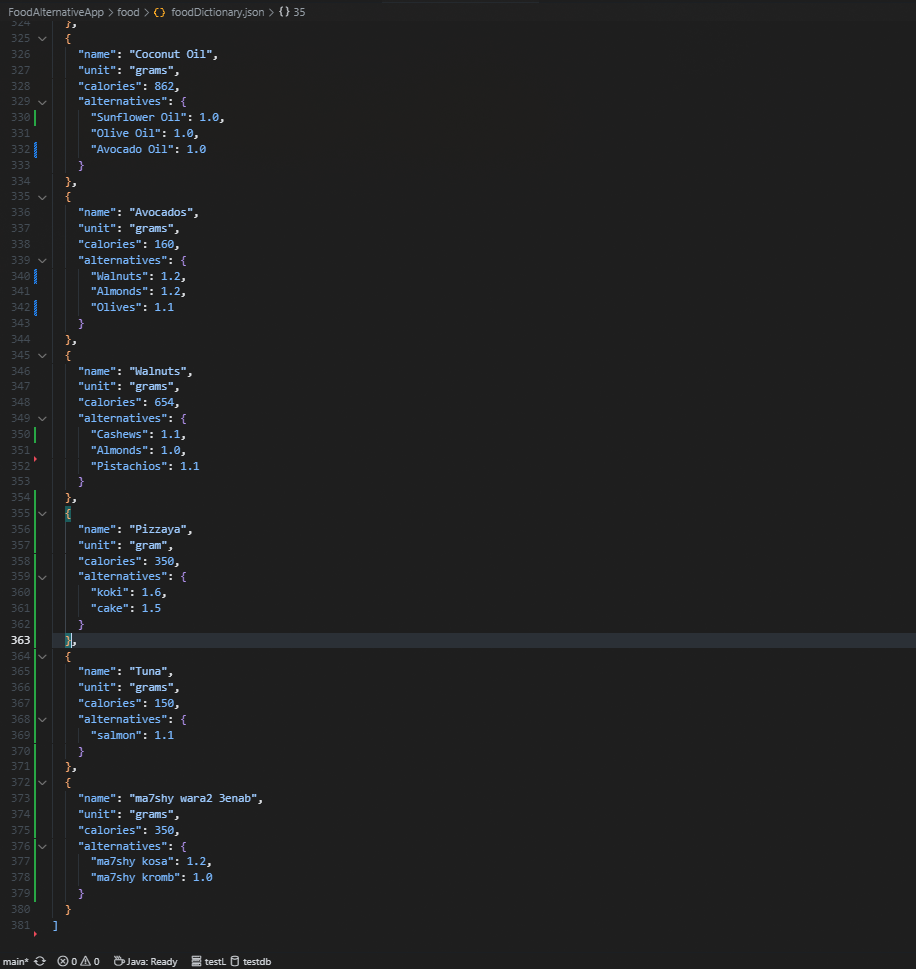 FoodAlternativeApp > food > {} foodDictionary.json > {} 35
324 },
325 {
326 "name": "Coconut Oil",
327 "unit": "grams",
328 "calories": 862,
329 "alternatives": {
330 "Sunflower Oil": 1.0,
331 "Olive Oil": 1.0,
332 "Avocado Oil": 1.0
333 }
334 },
335 {
336 "name": "Avocados",
337 "unit": "grams",
338 "calories": 160,
339 "alternatives": {
340 "Walnuts": 1.2,
341 "Almonds": 1.2,
342 "Olives": 1.1
343 }
344 },
345 {
346 "name": "Walnuts",
347 "unit": "grams",
348 "calories": 654,
349 "alternatives": {
350 "Cashews": 1.1,
351 "Almonds": 1.0,
352 "Pistachios": 1.1
353 }
354 },
355 {
356 "name": "Pizzaya",
357 "unit": "gram",
358 "calories": 350,
359 "alternatives": {
360 "koki": 1.6,
361 "cake": 1.5
362 }
363 },
364 {
365 "name": "Tuna",
366 "unit": "grams",
367 "calories": 150,
368 "alternatives": {
369 "salmon": 1.1
370 }
371 },
372 {
373 "name": "ma7shy wara2 3enab",
374 "unit": "grams",
375 "calories": 350,
376 "alternatives": {
377 "ma7shy kosa": 1.2,
378 "ma7shy kromb": 1.0
379 }
380 }
381 ]
main* 0 0 Java: Ready testL testdb